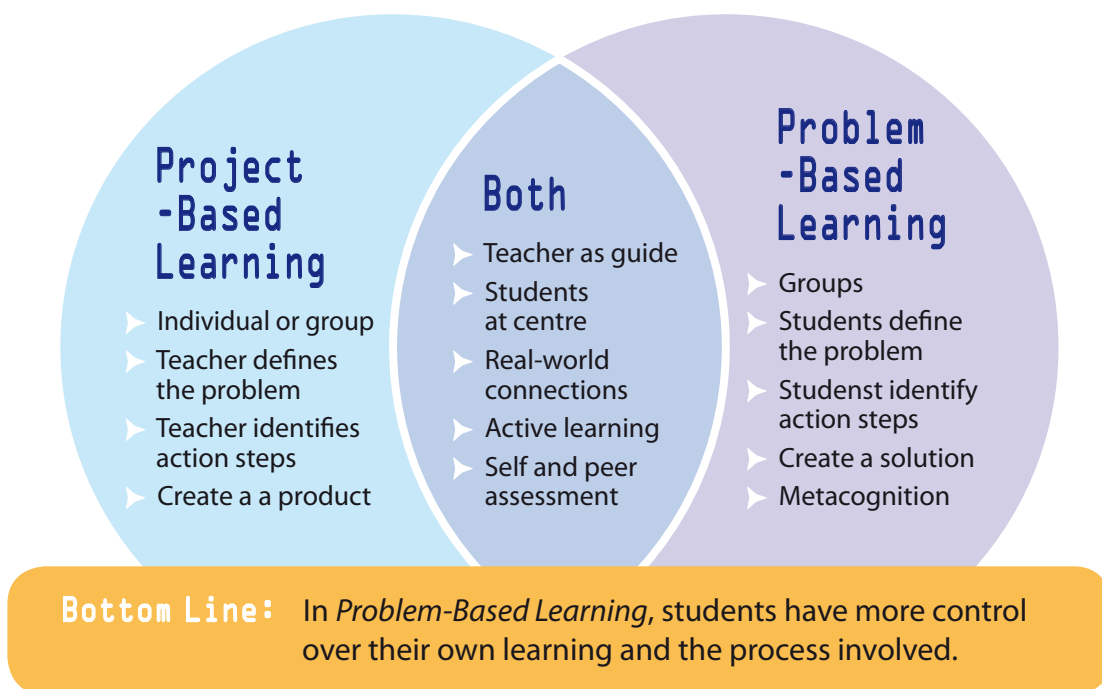 Project
-Based
Learning
Individual or group
Teacher defines
the problem
Teacher identifies
action steps
Create a a product
Both
Teacher as guide
Students
at centre
Real-world
connections
Active learning
Self and peer
assessment
Problem
-Based
Learning
Groups
Students define
the problem
Studenst identify
action steps
Create a solution
Metacognition
Bottom Line: In Problem-Based Learning, students have more control
over their own learning and the process involved.